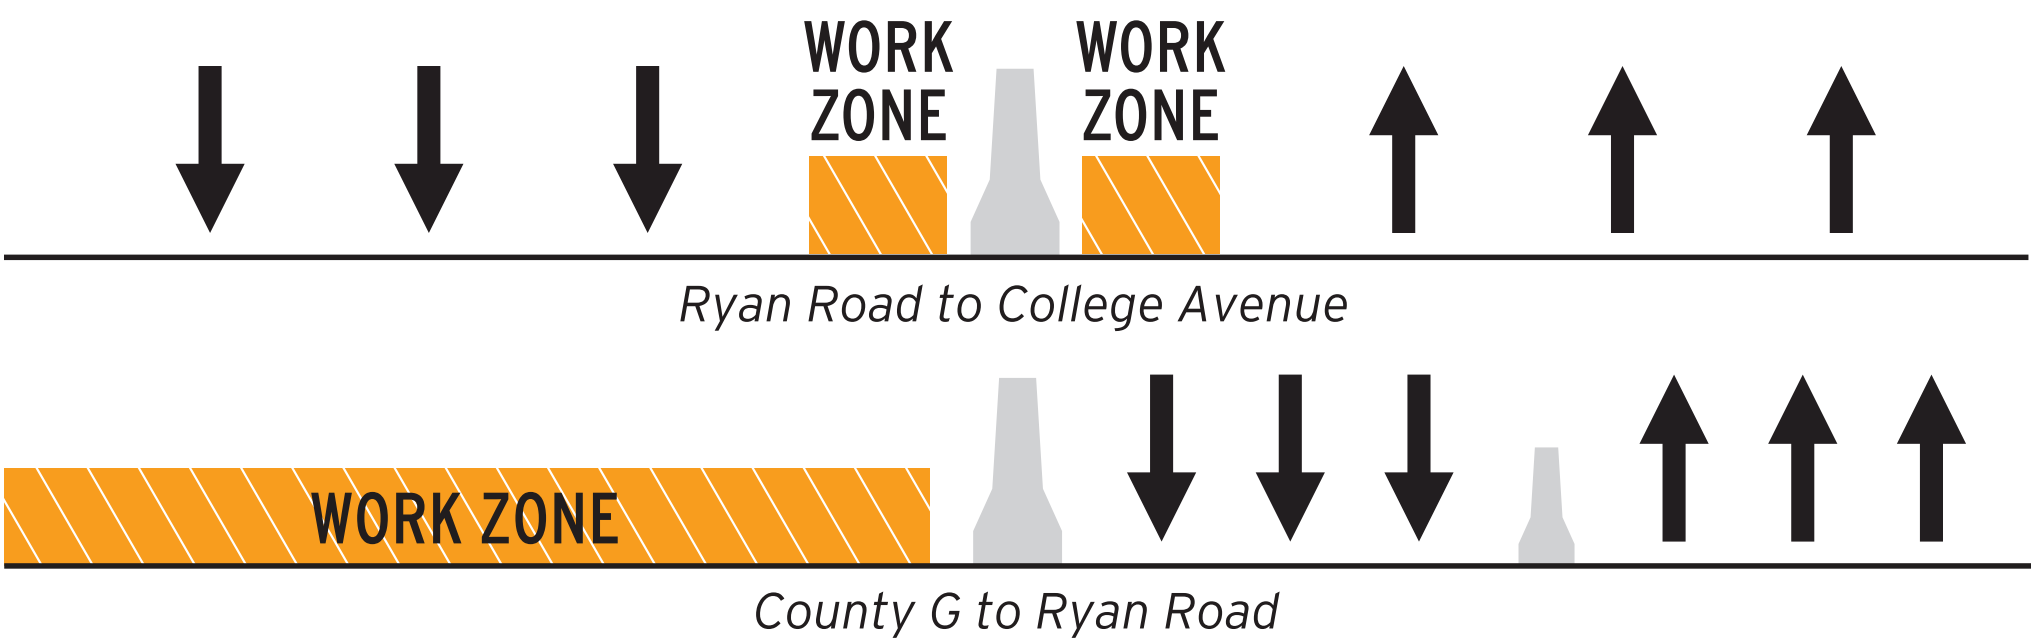 WORK
ZONE
WORK
ZONE
Ryan Road to College Avenue
WORK ZONE
County G to Ryan Road